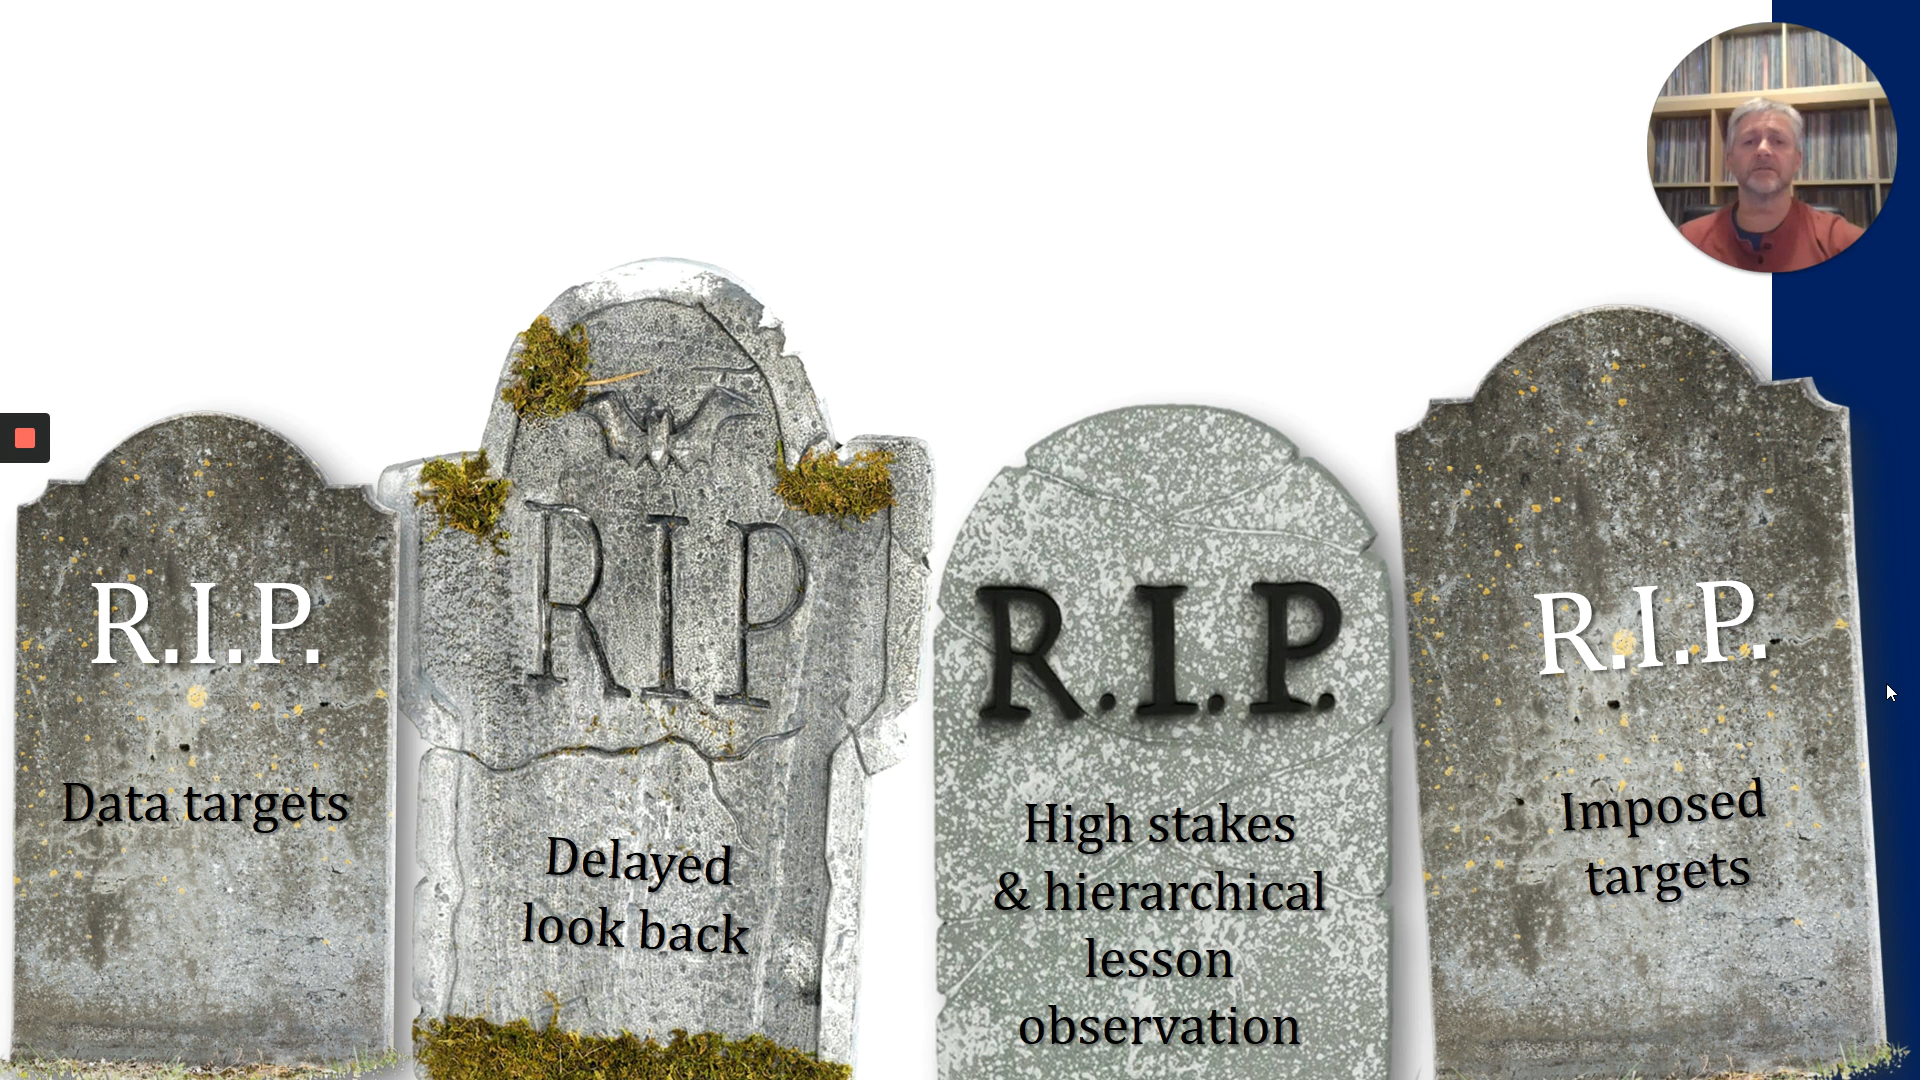 R.I.P.
Data targets
RIP
Delayed
look back
R.I.P.
High stakes
& hierarchical
lesson
observation
R.I.P.
Imposed
targets